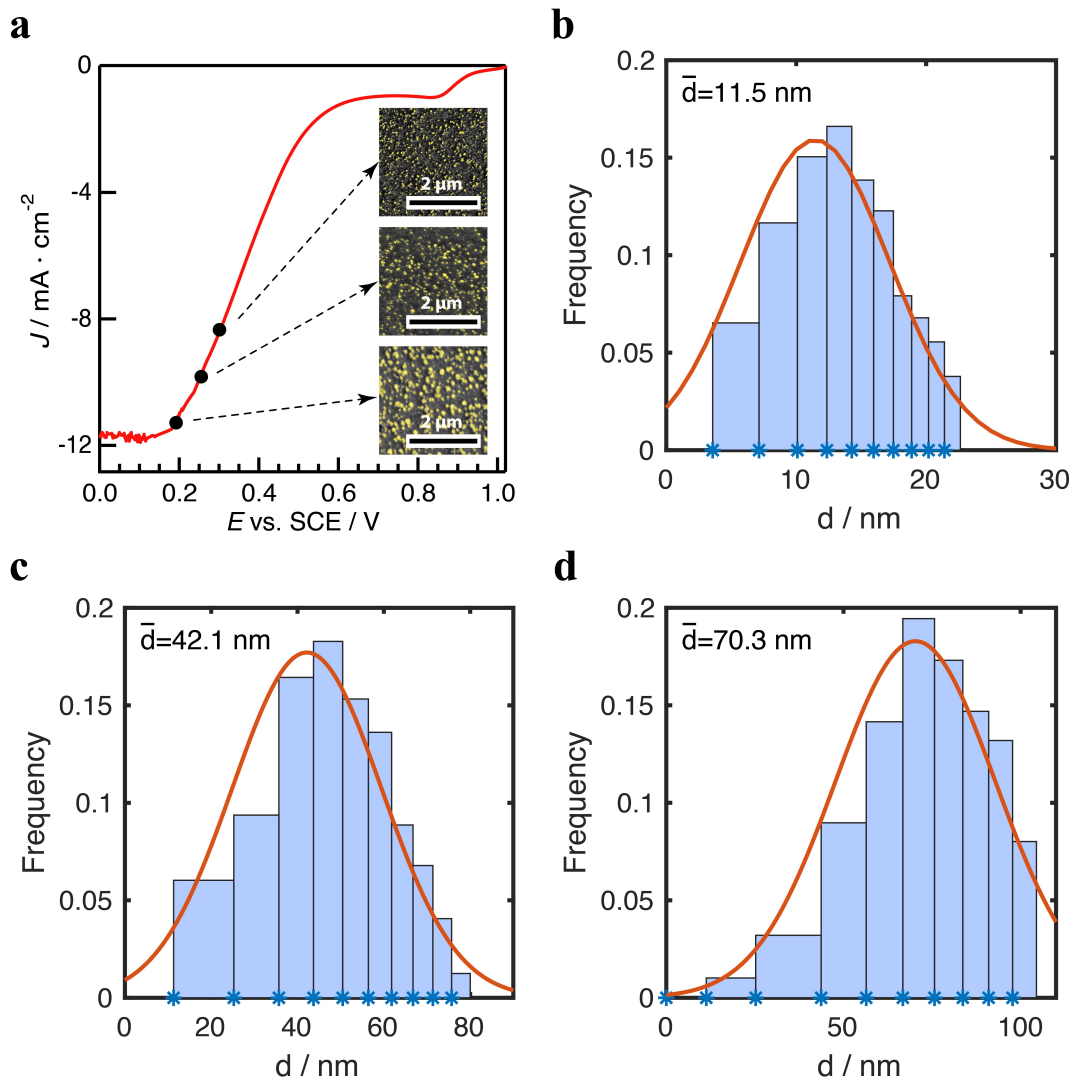 a
0
-4
-8
-12
J / mA · cm⁻²
2 μm
2 μm
2 μm
0.0 0.2 0.4 0.6 0.8 1.0
E vs. SCE / V
b
d̄=11.5 nm
0.2
0.15
0.1
0.05
0
Frequency
0 10 20 30
d / nm
c
d̄=42.1 nm
0.2
0.15
0.1
0.05
0
Frequency
0 20 40 60 80
d / nm
d
d̄=70.3 nm
0.2
0.15
0.1
0.05
0
Frequency
0 50 100
d / nm